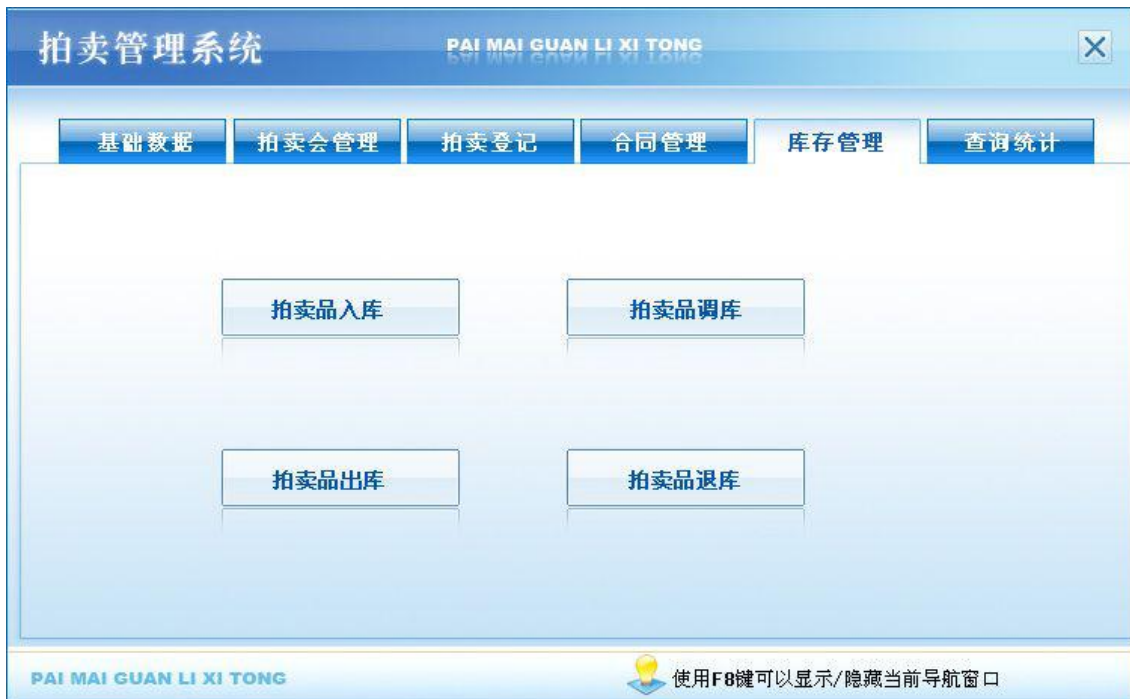 拍卖管理系统 PAI MAI GUAN LI XI TONG
基础数据 拍卖会管理 拍卖登记 合同管理 库存管理 查询统计
拍卖品入库 拍卖品调库
拍卖品出库 拍卖品退库
PAI MAI GUAN LI XI TONG 使用F8键可以显示/隐藏当前导航窗口